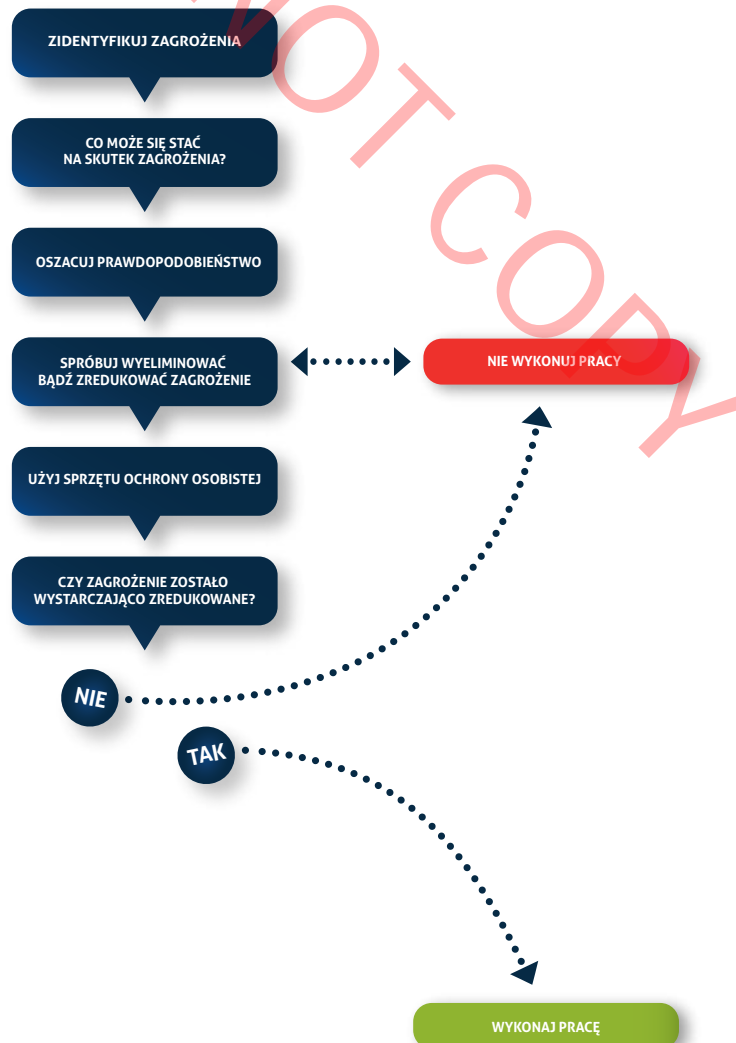 ZIDENTYFIKUJ ZAGROŻENIA
CO MOŻE SIĘ STAĆ
NA SKUTEK ZAGROŻENIA?
OSZACUJ PRAWDOPODOBIEŃSTWO
SPRÓBUJ WYELIMINOWAĆ
BĄDŹ ZREDUKOWAĆ ZAGROŻENIE
NIE WYKONUJ PRACY
UŻYJ SPRZĘTU OCHRONY OSOBISTEJ
CZY ZAGROŻENIE ZOSTAŁO
WYSTARCZAJĄCO ZREDUKOWANE?
NIE
TAK
WYKONAJ PRACĘ
NOT COPY